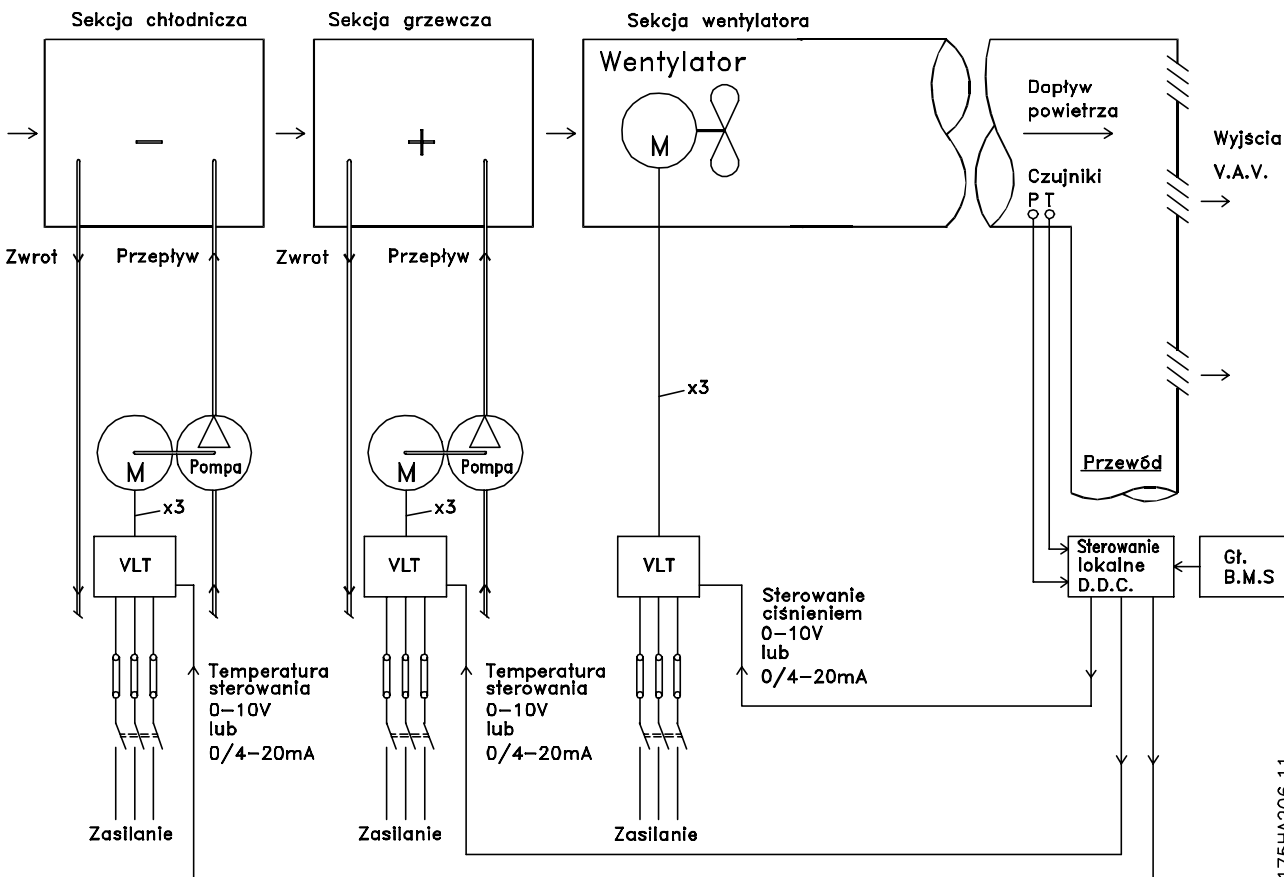 Sekcja chłodnicza
Sekcja grzewcza
Sekcja wentylatora
Wentylator
M
Dopływ
powietrza
Czujniki
P T
Wyjścia
V.A.V.
Zwrot
Przepływ
Zwrot
Przepływ
x3
M
Pompa
M
Pompa
Przewód
x3
x3
VLT
VLT
VLT
Sterowanie
lokalne
D.D.C.
Gł.
B.M.S
Sterowanie
ciśnieniem
0-10V
lub
0/4-20mA
Temperatura
sterowania
0-10V
lub
0/4-20mA
Temperatura
sterowania
0-10V
lub
0/4-20mA
Zasilanie
Zasilanie
Zasilanie
175HA206.11